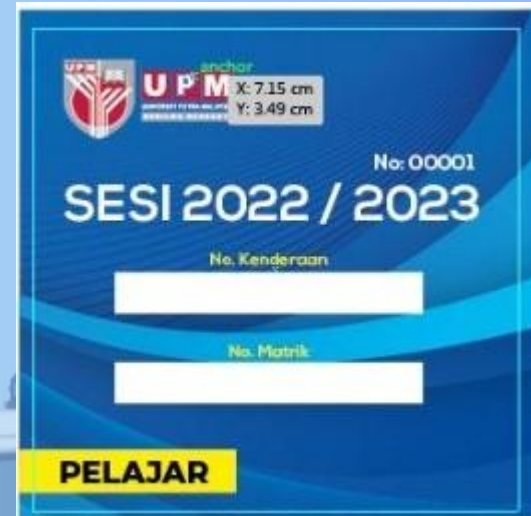 anchor
UPM
X: 7.15 cm
Y: 3.49 cm
No: 00001
SESI 2022 / 2023
No. Kenderaan
No. Matrik
PELAJAR